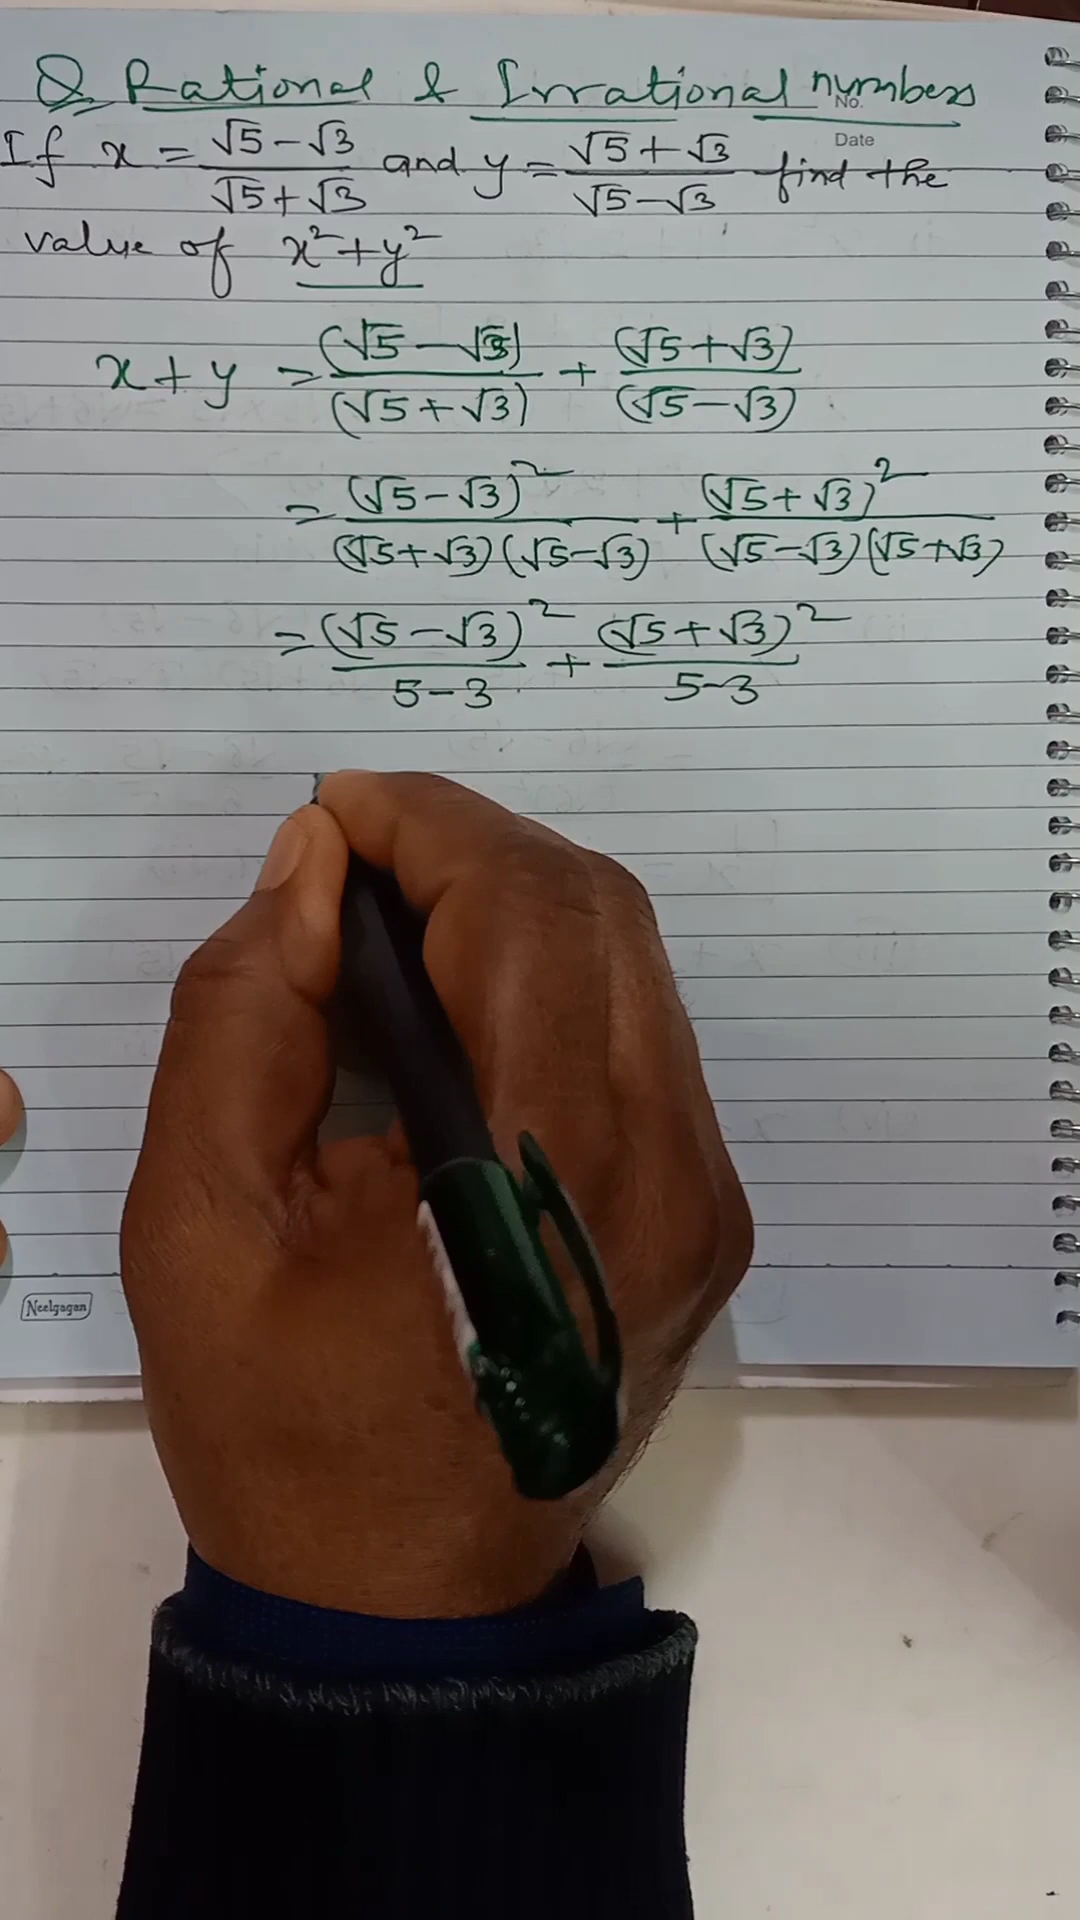 Q Rational & Irrational numbers
No.
Date
If x = √5-√3/√5+√3 and y = √5+√3/√5-√3 find the
value of x²+y²
x+y = (√5-√3)/(√5+√3) + (√5+√3)/(√5-√3)
= (√5-√3)²/(√5+√3)(√5-√3) + (√5+√3)²/(√5-√3)(√5+√3)
= (√5-√3)²/5-3 + (√5+√3)²/5-3
Neelgagan